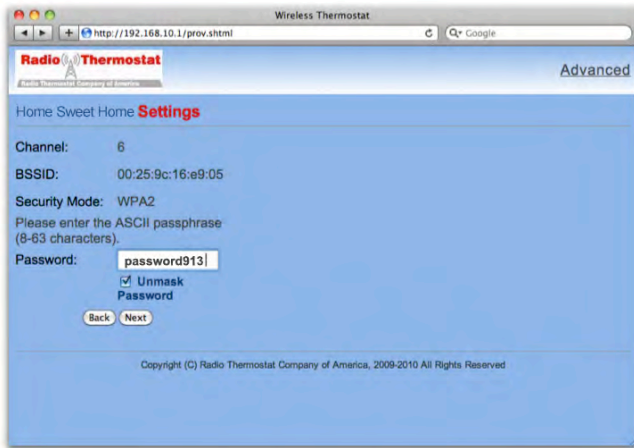 Wireless Thermostat
http://192.168.10.1/prov.shtml
Google
Radio Thermostat
Radio Thermostat Company of America
Advanced
Home Sweet Home Settings
Channel: 6
BSSID: 00:25:9c:16:e9:05
Security Mode: WPA2
Please enter the ASCII passphrase
(8-63 characters).
Password: password913
Unmask
Password
Back Next
Copyright (C) Radio Thermostat Company of America, 2009-2010 All Rights Reserved